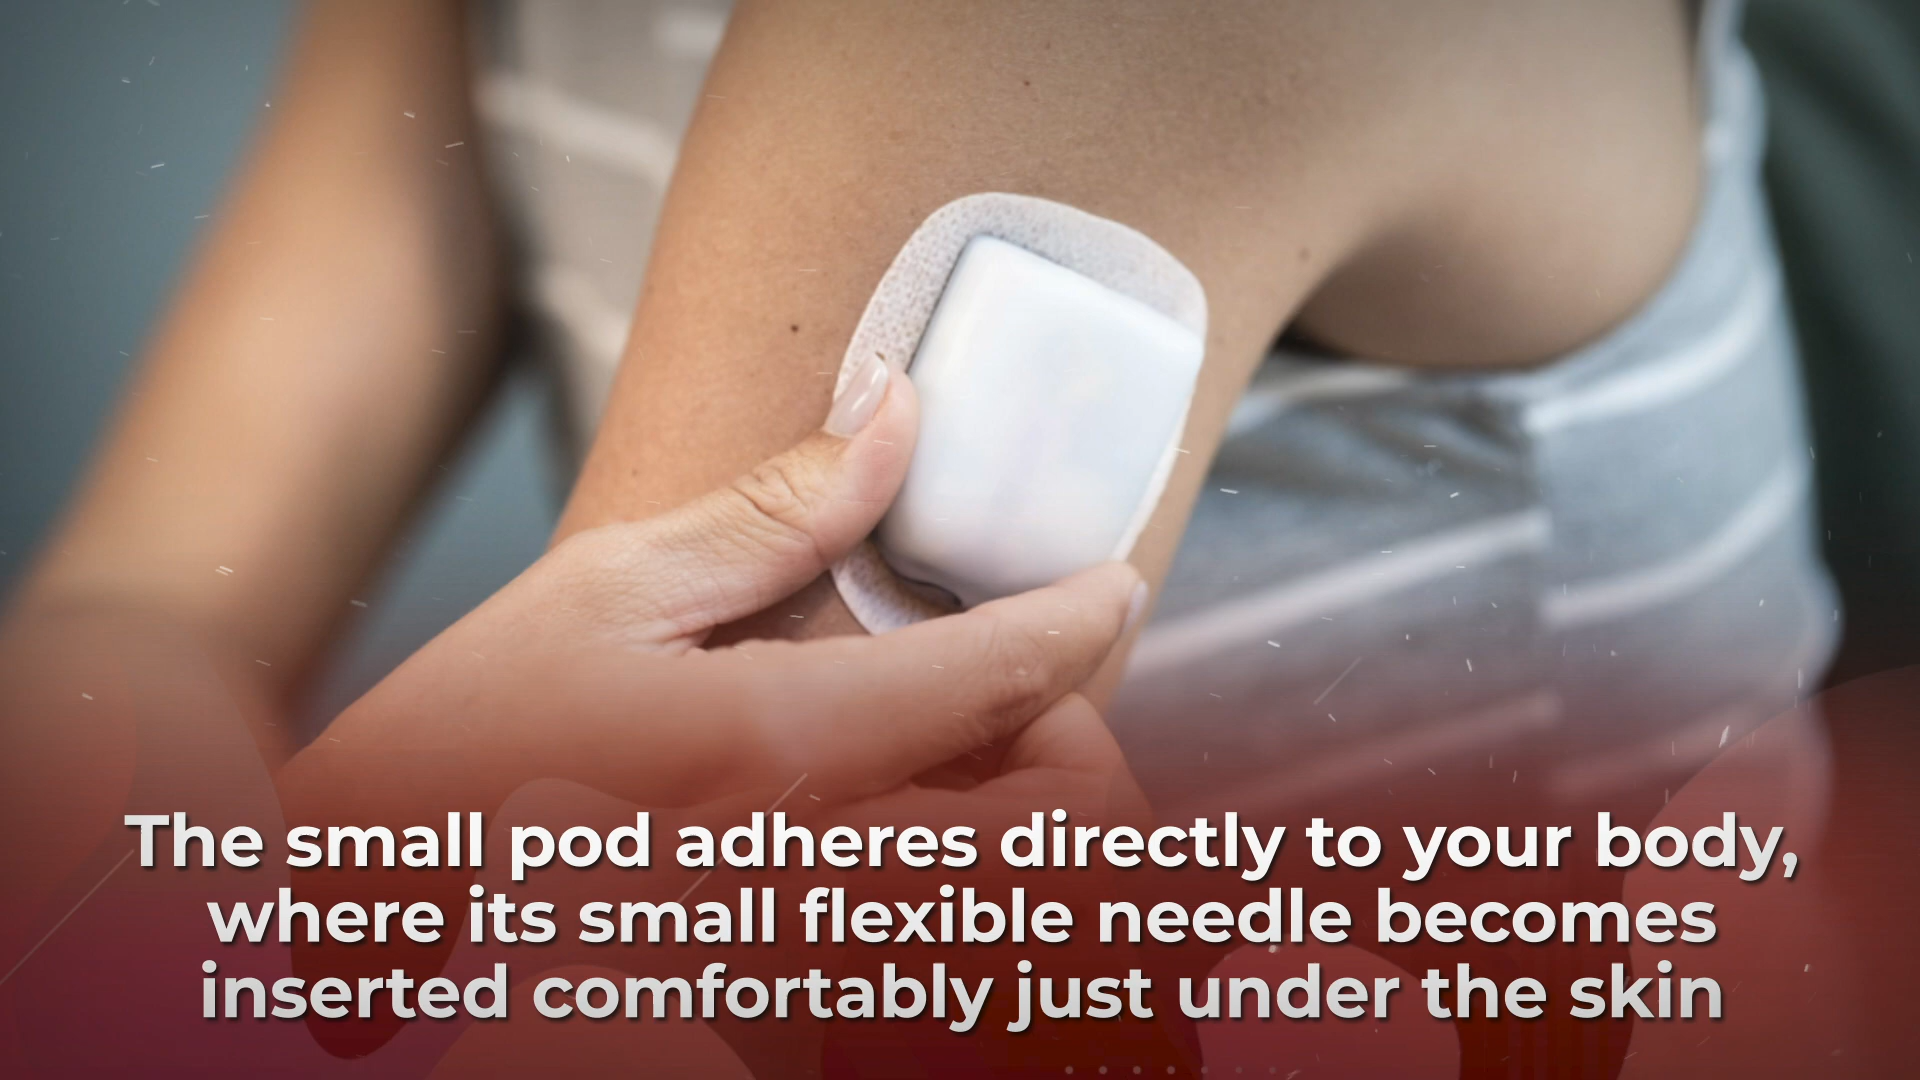 The small pod adheres directly to your body,
where its small flexible needle becomes
inserted comfortably just under the skin